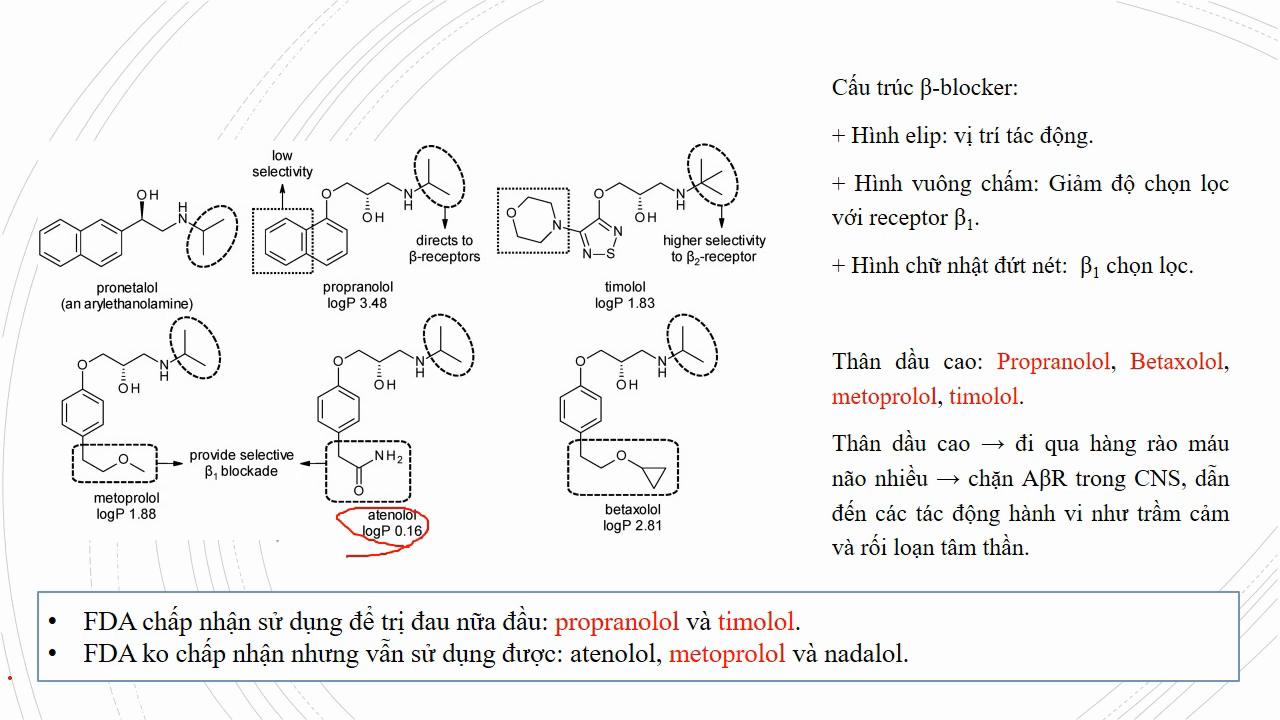 Cấu trúc β-blocker:
+ Hình elip: vị trí tác động.
+ Hình vuông chấm: Giảm độ chọn lọc
với receptor β₁.
+ Hình chữ nhật đứt nét: β₁ chọn lọc.
Thân dầu cao: Propranolol, Betaxolol,
metoprolol, timolol.
Thân dầu cao → đi qua hàng rào máu
não nhiều → chặn AβR trong CNS, dẫn
đến các tác động hành vi như trầm cảm
và rối loạn tâm thần.
low
selectivity
OH
H
N
O
OH
N
H
directs to
β-receptors
O
N
O
N
S
N
OH
N
H
higher selectivity
to β₂-receptor
pronetalol
(an arylethanolamine)
propranolol
logP 3.48
timolol
logP 1.83
O
OH
N
H
O
provide selective
β₁ blockade
metoprolol
logP 1.88
O
OH
N
H
NH₂
O
atenolol
logP 0.16
O
OH
N
H
O
betaxolol
logP 2.81
• FDA chấp nhận sử dụng để trị đau nữa đầu: propranolol và timolol.
• FDA ko chấp nhận nhưng vẫn sử dụng được: atenolol, metoprolol và nadalol.